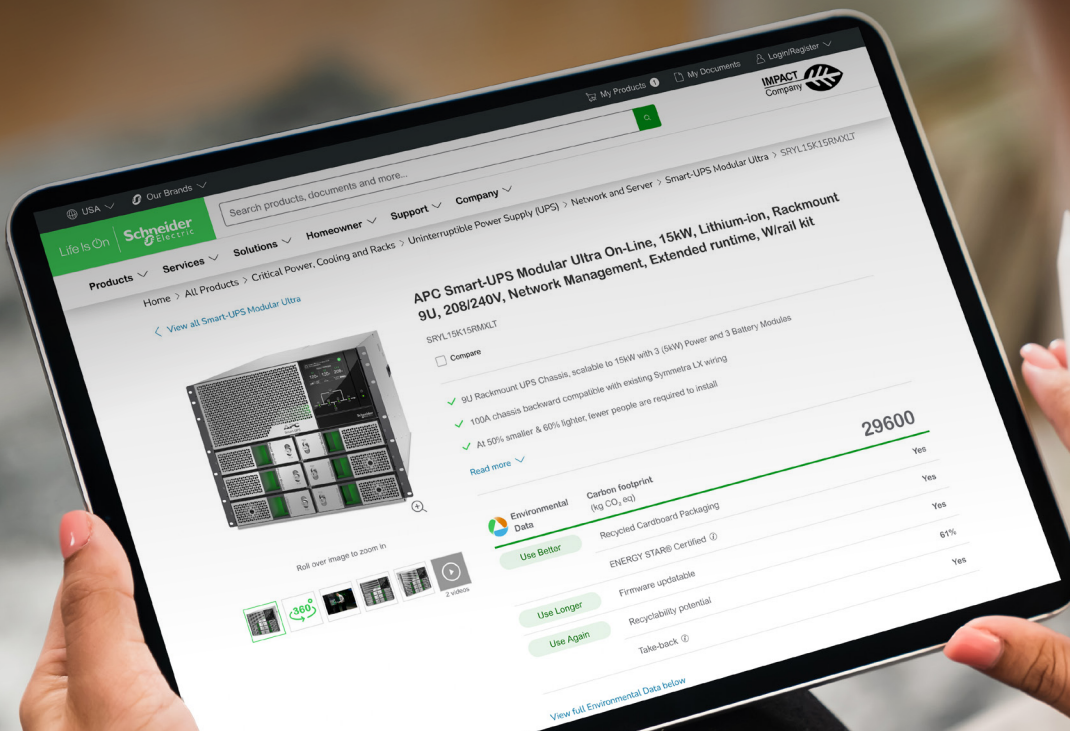 USA
Our Brands
My Products 1
My Documents
Login/Register
Life Is On
Schneider
Electric
Search products, documents and more...
IMPACT
Company
Products
Services
Solutions
Homeowner
Support
Company
Home > All Products > Critical Power, Cooling and Racks > Uninterruptible Power Supply (UPS) > Network and Server > Smart-UPS Modular Ultra > SRYL15K15RMXLT
View all Smart-UPS Modular Ultra
APC Smart-UPS Modular Ultra On-Line, 15kW, Lithium-ion, Rackmount
9U, 208/240V, Network Management, Extended runtime, W/rail kit
SRYL15K15RMXLT
Compare
9U Rackmount UPS Chassis, scalable to 15kW with 3 (5kW) Power and 3 Battery Modules
100A chassis backward compatible with existing Symmetra LX wiring
At 50% smaller & 60% lighter, fewer people are required to install
Read more
APC
Roll over image to zoom in
360°
2 videos
Environmental
Data
Carbon footprint
(kg CO₂ eq)
29600
Use Better
Recycled Cardboard Packaging
Yes
ENERGY STAR® Certified
Yes
Use Longer
Firmware updatable
Yes
Use Again
Recyclability potential
61%
Take-back
Yes
View full Environmental Data below